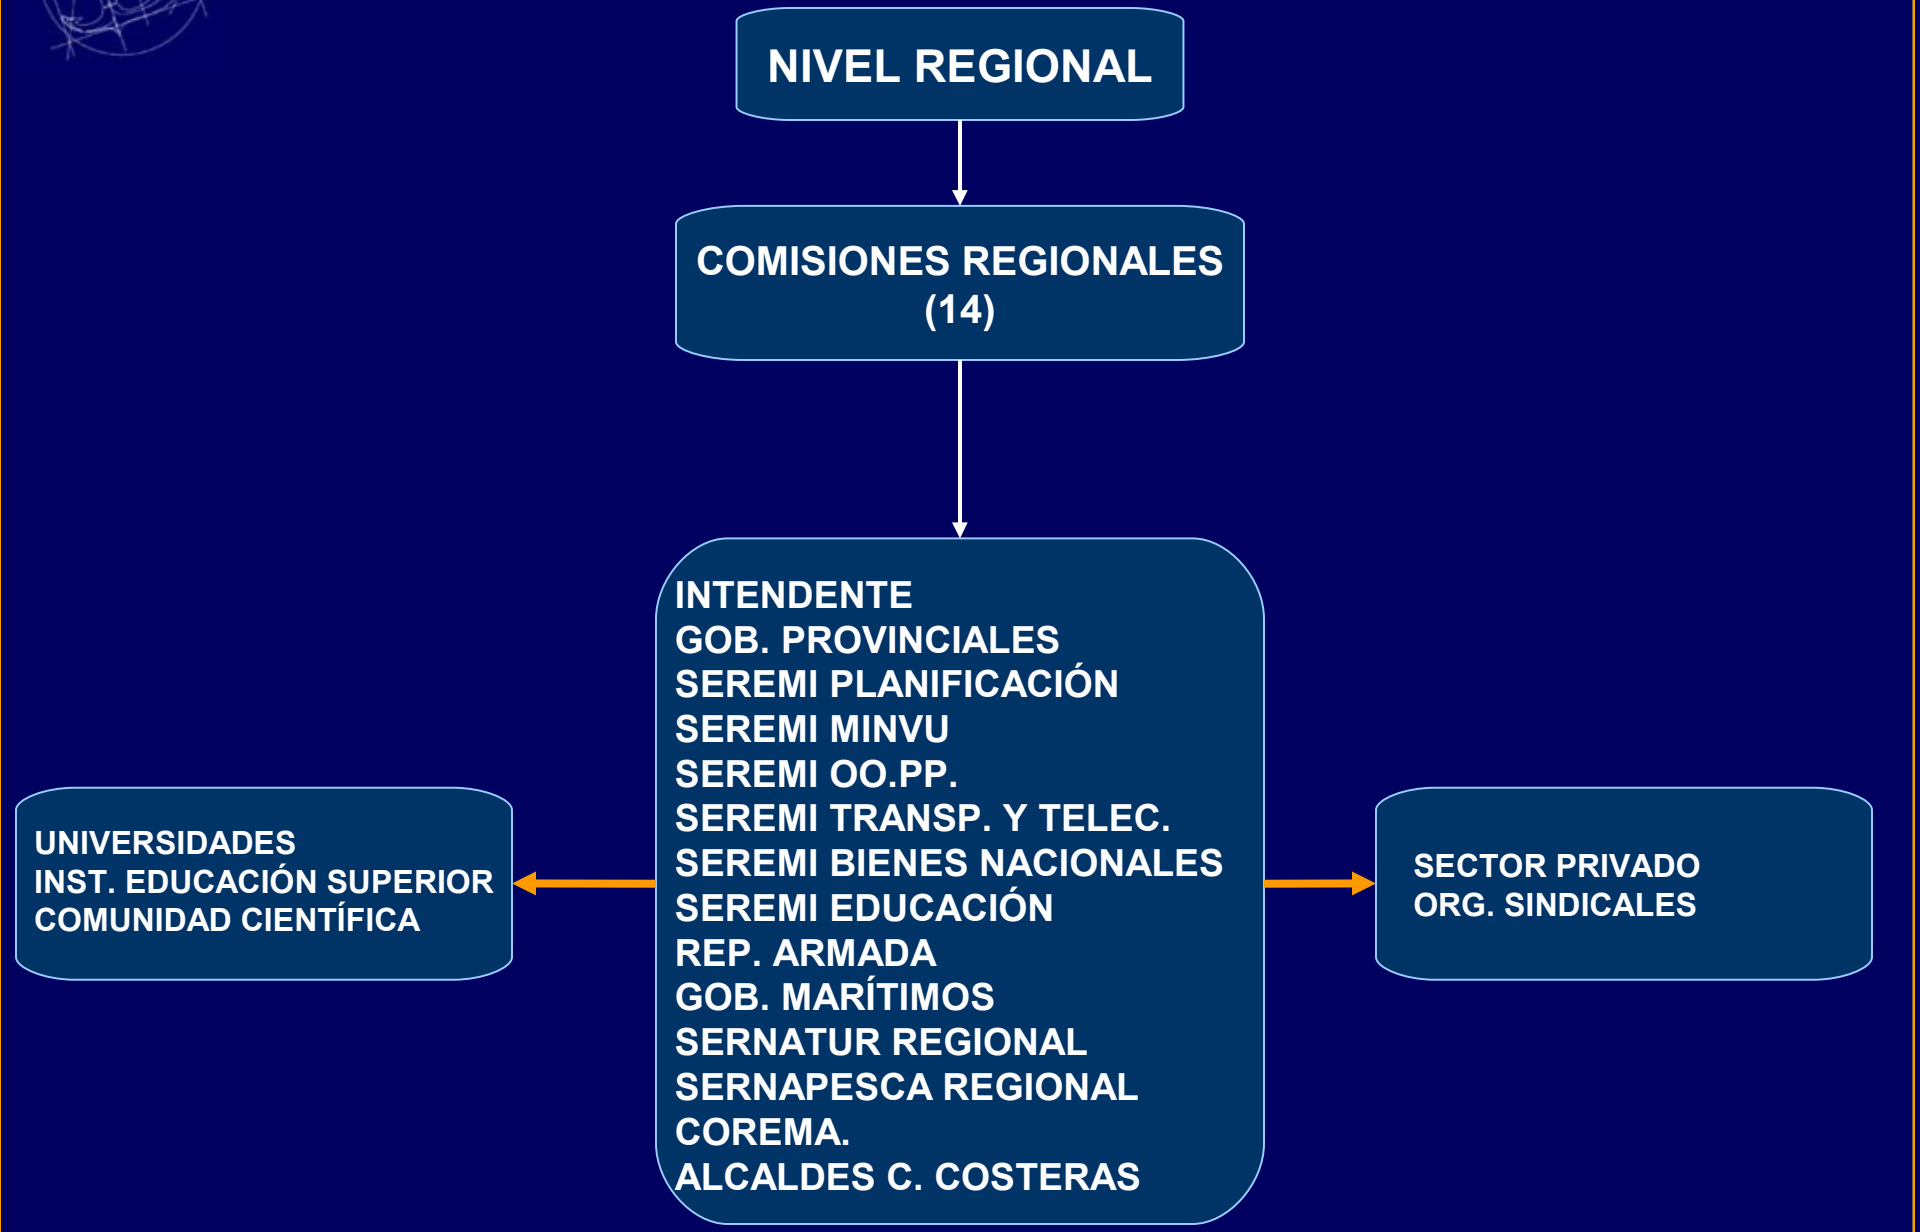 NIVEL REGIONAL
COMISIONES REGIONALES
(14)
INTENDENTE
GOB. PROVINCIALES
SEREMI PLANIFICACIÓN
SEREMI MINVU
SEREMI OO.PP.
SEREMI TRANSP. Y TELEC.
SEREMI BIENES NACIONALES
SEREMI EDUCACIÓN
REP. ARMADA
GOB. MARÍTIMOS
SERNATUR REGIONAL
SERNAPESCA REGIONAL
COREMA.
ALCALDES C. COSTERAS
UNIVERSIDADES
INST. EDUCACIÓN SUPERIOR
COMUNIDAD CIENTÍFICA
SECTOR PRIVADO
ORG. SINDICALES